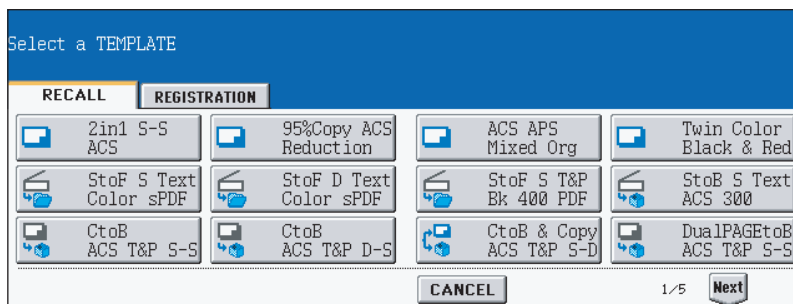 Select a TEMPLATE
RECALL REGISTRATION
2in1 S-S 95%Copy ACS ACS APS Twin Color
ACS Reduction Mixed Org Black & Red
StoF S Text StoF D Text StoF S T&P StoB S Text
Color sPDF Color sPDF Bk 400 PDF ACS 300
CtoB CtoB CtoB & Copy DualPAGEtoB
ACS T&P S-S ACS T&P D-S ACS T&P S-D ACS T&P S-S
CANCEL 1/5 Next